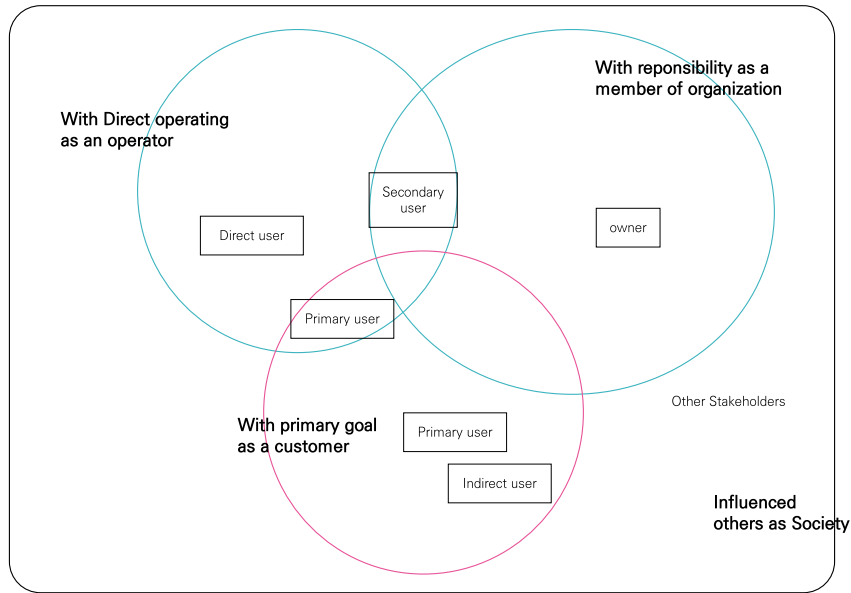 With reponsibility as a
member of organization
With Direct operating
as an operator
Secondary
user
Direct user
owner
Primary user
Other Stakeholders
With primary goal
as a customer
Primary user
Indirect user
Influenced
others as Society